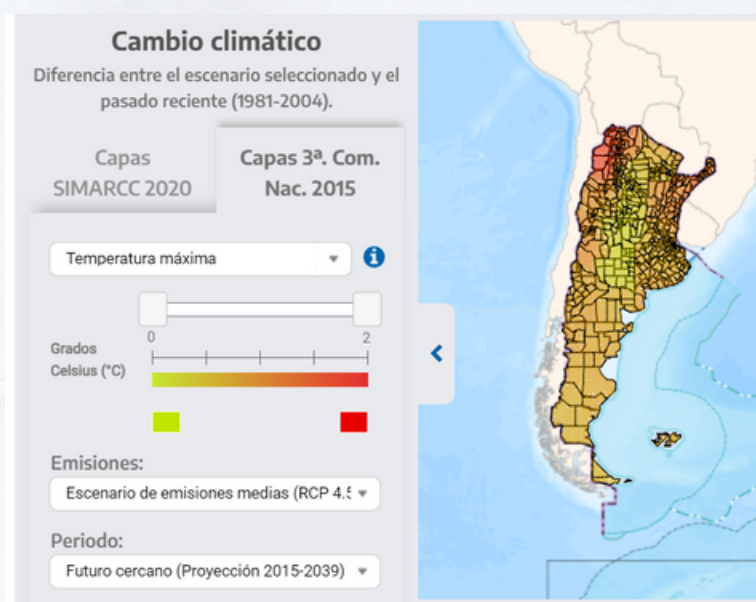 Cambio climático
Diferencia entre el escenario seleccionado y el
pasado reciente (1981-2004).
Capas
SIMARCC 2020
Capas 3ª. Com.
Nac. 2015
Temperatura máxima
0 2
Grados
Celsius (°C)
Emisiones:
Escenario de emisiones medias (RCP 4.5
Periodo:
Futuro cercano (Proyección 2015-2039)